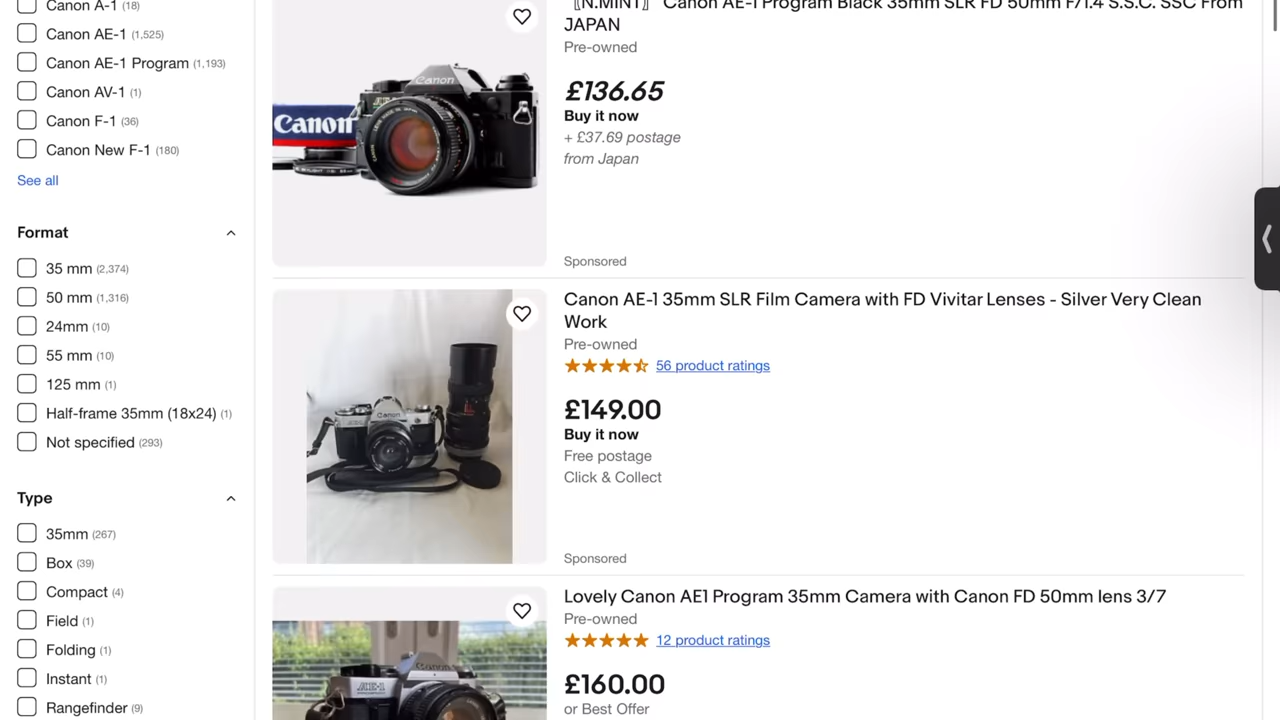 Canon A-1 (18)
Canon AE-1 (1,525)
Canon AE-1 Program (1,193)
Canon AV-1 (1)
Canon F-1 (36)
Canon New F-1 (180)
See all
Format
35 mm (2,374)
50 mm (1,316)
24mm (10)
55 mm (10)
125 mm (1)
Half-frame 35mm (18x24) (1)
Not specified (293)
Type
35mm (267)
Box (39)
Compact (4)
Field (1)
Folding (1)
Instant (1)
Rangefinder (9)
Canon
Canon
〖N.MINT〗 Canon AE-1 Program Black 35mm SLR FD 50mm F/1.4 S.S.C. SSC From
JAPAN
Pre-owned
£136.65
Buy it now
+ £37.69 postage
from Japan
Sponsored
Canon
Canon AE-1 35mm SLR Film Camera with FD Vivitar Lenses - Silver Very Clean
Work
Pre-owned
56 product ratings
£149.00
Buy it now
Free postage
Click & Collect
Sponsored
Canon
Lovely Canon AE1 Program 35mm Camera with Canon FD 50mm lens 3/7
Pre-owned
12 product ratings
£160.00
or Best Offer